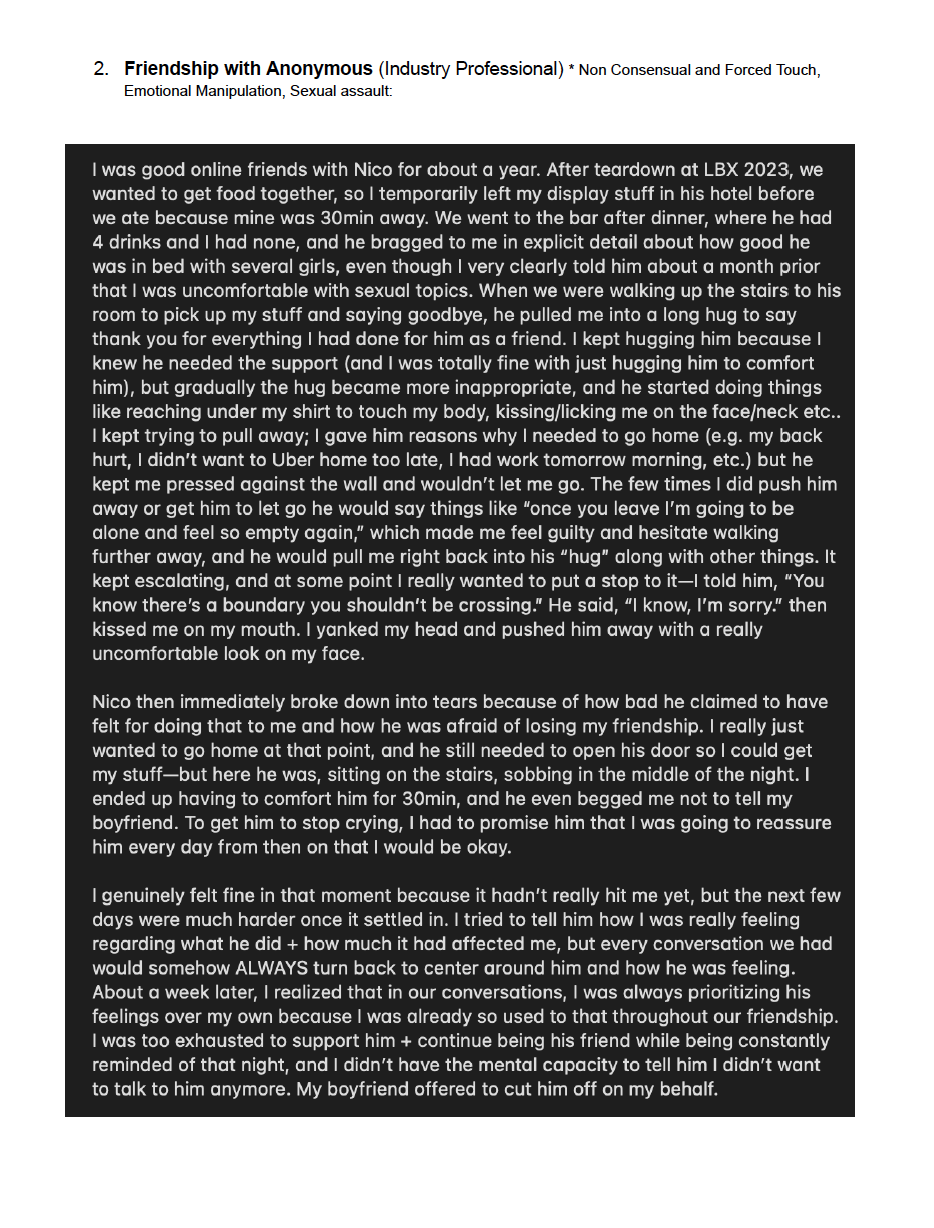 2. Friendship with Anonymous (Industry Professional) * Non Consensual and Forced Touch,
Emotional Manipulation, Sexual assault:
I was good online friends with Nico for about a year. After teardown at LBX 2023, we
wanted to get food together, so I temporarily left my display stuff in his hotel before
we ate because mine was 30min away. We went to the bar after dinner, where he had
4 drinks and I had none, and he bragged to me in explicit detail about how good he
was in bed with several girls, even though I very clearly told him about a month prior
that I was uncomfortable with sexual topics. When we were walking up the stairs to his
room to pick up my stuff and saying goodbye, he pulled me into a long hug to say
thank you for everything I had done for him as a friend. I kept hugging him because I
knew he needed the support (and I was totally fine with just hugging him to comfort
him), but gradually the hug became more inappropriate, and he started doing things
like reaching under my shirt to touch my body, kissing/licking me on the face/neck etc..
I kept trying to pull away; I gave him reasons why I needed to go home (e.g. my back
hurt, I didn't want to Uber home too late, I had work tomorrow morning, etc.) but he
kept me pressed against the wall and wouldn't let me go. The few times I did push him
away or get him to let go he would say things like “once you leave I'm going to be
alone and feel so empty again,” which made me feel guilty and hesitate walking
further away, and he would pull me right back into his “hug” along with other things. It
kept escalating, and at some point I really wanted to put a stop to it—I told him, “You
know there's a boundary you shouldn't be crossing.” He said, “I know, I'm sorry.” then
kissed me on my mouth. I yanked my head and pushed him away with a really
uncomfortable look on my face.
Nico then immediately broke down into tears because of how bad he claimed to have
felt for doing that to me and how he was afraid of losing my friendship. I really just
wanted to go home at that point, and he still needed to open his door so I could get
my stuff—but here he was, sitting on the stairs, sobbing in the middle of the night. I
ended up having to comfort him for 30min, and he even begged me not to tell my
boyfriend. To get him to stop crying, I had to promise him that I was going to reassure
him every day from then on that I would be okay.
I genuinely felt fine in that moment because it hadn't really hit me yet, but the next few
days were much harder once it settled in. I tried to tell him how I was really feeling
regarding what he did + how much it had affected me, but every conversation we had
would somehow ALWAYS turn back to center around him and how he was feeling.
About a week later, I realized that in our conversations, I was always prioritizing his
feelings over my own because I was already so used to that throughout our friendship.
I was too exhausted to support him + continue being his friend while being constantly
reminded of that night, and I didn't have the mental capacity to tell him I didn't want
to talk to him anymore. My boyfriend offered to cut him off on my behalf.